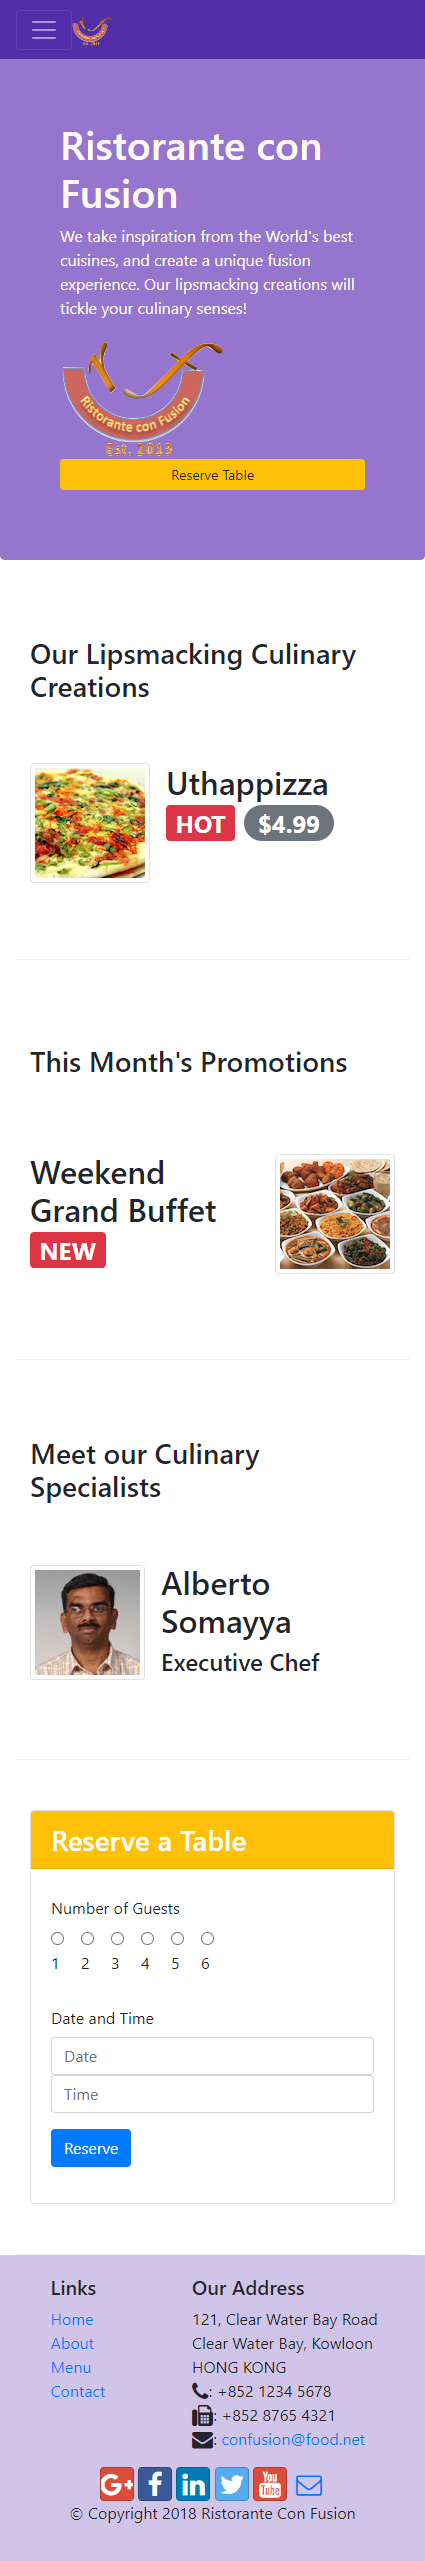 Ristorante con
Fusion
We take inspiration from the World's best
cuisines, and create a unique fusion
experience. Our lipsmacking creations will
tickle your culinary senses!
Ristorante con Fusion
Est. 2013
Reserve Table
Our Lipsmacking Culinary
Creations
Uthappizza
HOT $4.99
This Month's Promotions
Weekend
Grand Buffet
NEW
Meet our Culinary
Specialists
Alberto
Somayya
Executive Chef
Reserve a Table
Number of Guests
1 2 3 4 5 6
Date and Time
Date
Time
Reserve
Links
Home
About
Menu
Contact
Our Address
121, Clear Water Bay Road
Clear Water Bay, Kowloon
HONG KONG
: +852 1234 5678
: +852 8765 4321
: confusion@food.net
G+ f in You Tube
© Copyright 2018 Ristorante Con Fusion